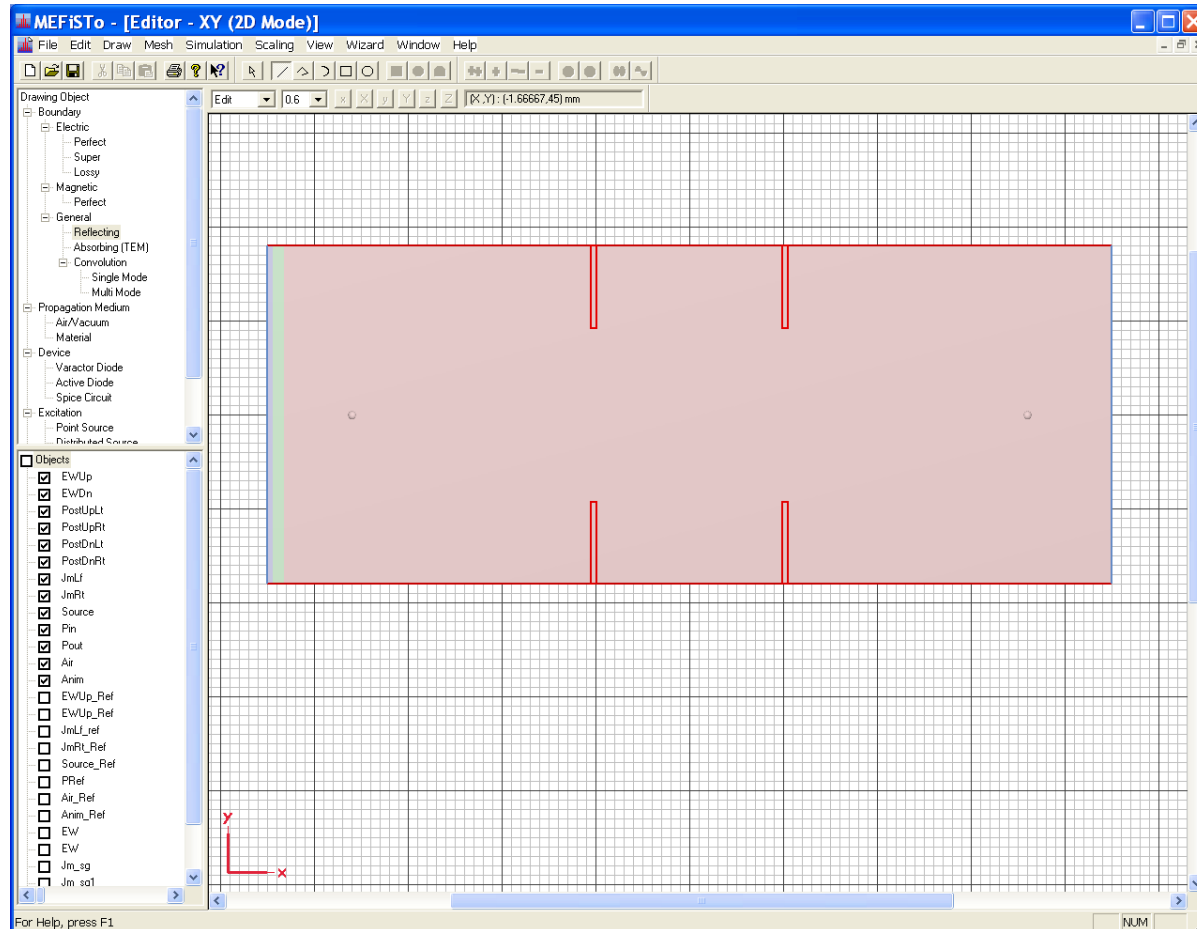 MEFiSTo - [Editor - XY (2D Mode)]
File Edit Draw Mesh Simulation Scaling View Wizard Window Help
Edit 0.6 x X y Y z Z (X ,Y) : (-1.66667,45) mm
Drawing Object
Boundary
Electric
Perfect
Super
Lossy
Magnetic
Perfect
General
Reflecting
Absorbing (TEM)
Convolution
Single Mode
Multi Mode
Propagation Medium
Air/Vacuum
Material
Device
Varactor Diode
Active Diode
Spice Circuit
Excitation
Point Source
Distributed Source
Objects
EWUp
EWDn
PostUpLt
PostUpRt
PostDnLt
PostDnRt
JmLf
JmRt
Source
Pin
Pout
Air
Anim
EWUp_Ref
EWUp_Ref
JmLf_ref
JmRt_Ref
Source_Ref
PRef
Air_Ref
Anim_Ref
EW
EW
Jm_sg
Jm_sg1
y
x
For Help, press F1
NUM